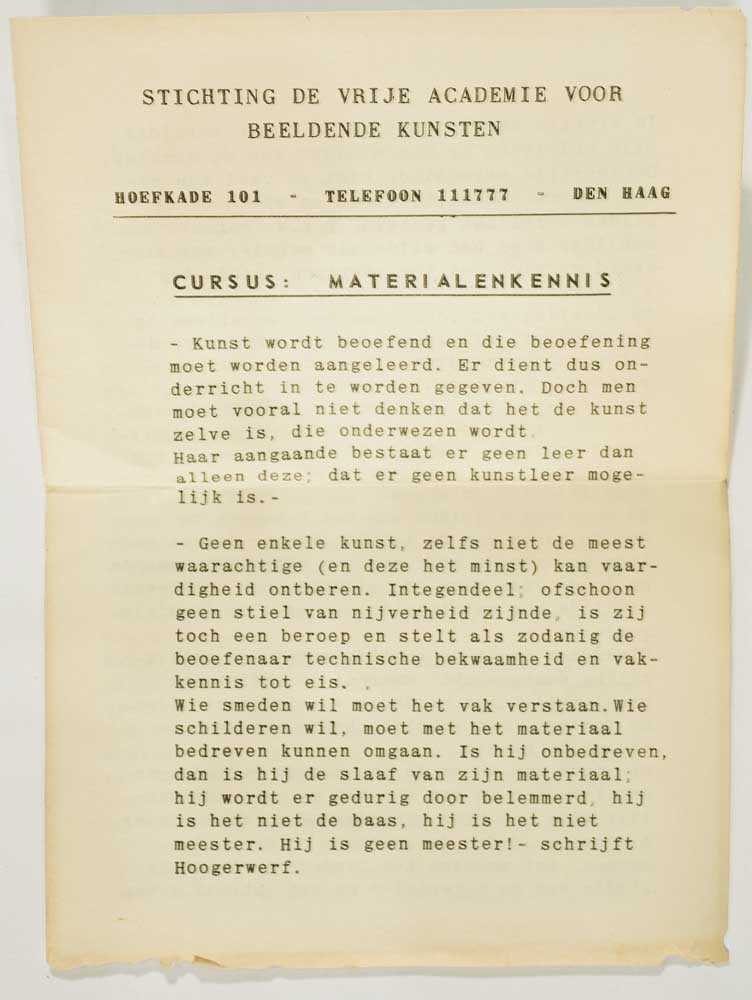 STICHTING DE VRIJE ACADEMIE VOOR
BEELDENDE KUNSTEN
HOEFKADE 101 - TELEFOON 111777 - DEN HAAG
CURSUS: MATERIALENKENNIS
- Kunst wordt beoefend en die beoefening
moet worden aangeleerd. Er dient dus on-
derricht in te worden gegeven. Doch men
moet vooral niet denken dat het de kunst
zelve is, die onderwezen wordt.
Haar aangaande bestaat er geen leer dan
alleen deze; dat er geen kunstleer moge-
lijk is.-
- Geen enkele kunst, zelfs niet de meest
waarachtige (en deze het minst) kan vaar-
digheid ontberen. Integendeel; ofschoon
geen stiel van nijverheid zijnde, is zij
toch een beroep en stelt als zodanig de
beoefenaar technische bekwaamheid en vak-
kennis tot eis. .
Wie smeden wil moet het vak verstaan.Wie
schilderen wil, moet met het materiaal
bedreven kunnen omgaan. Is hij onbedreven,
dan is hij de slaaf van zijn materiaal;
hij wordt er gedurig door belemmerd, hij
is het niet de baas, hij is het niet
meester. Hij is geen meester!- schrijft
Hoogerwerf.